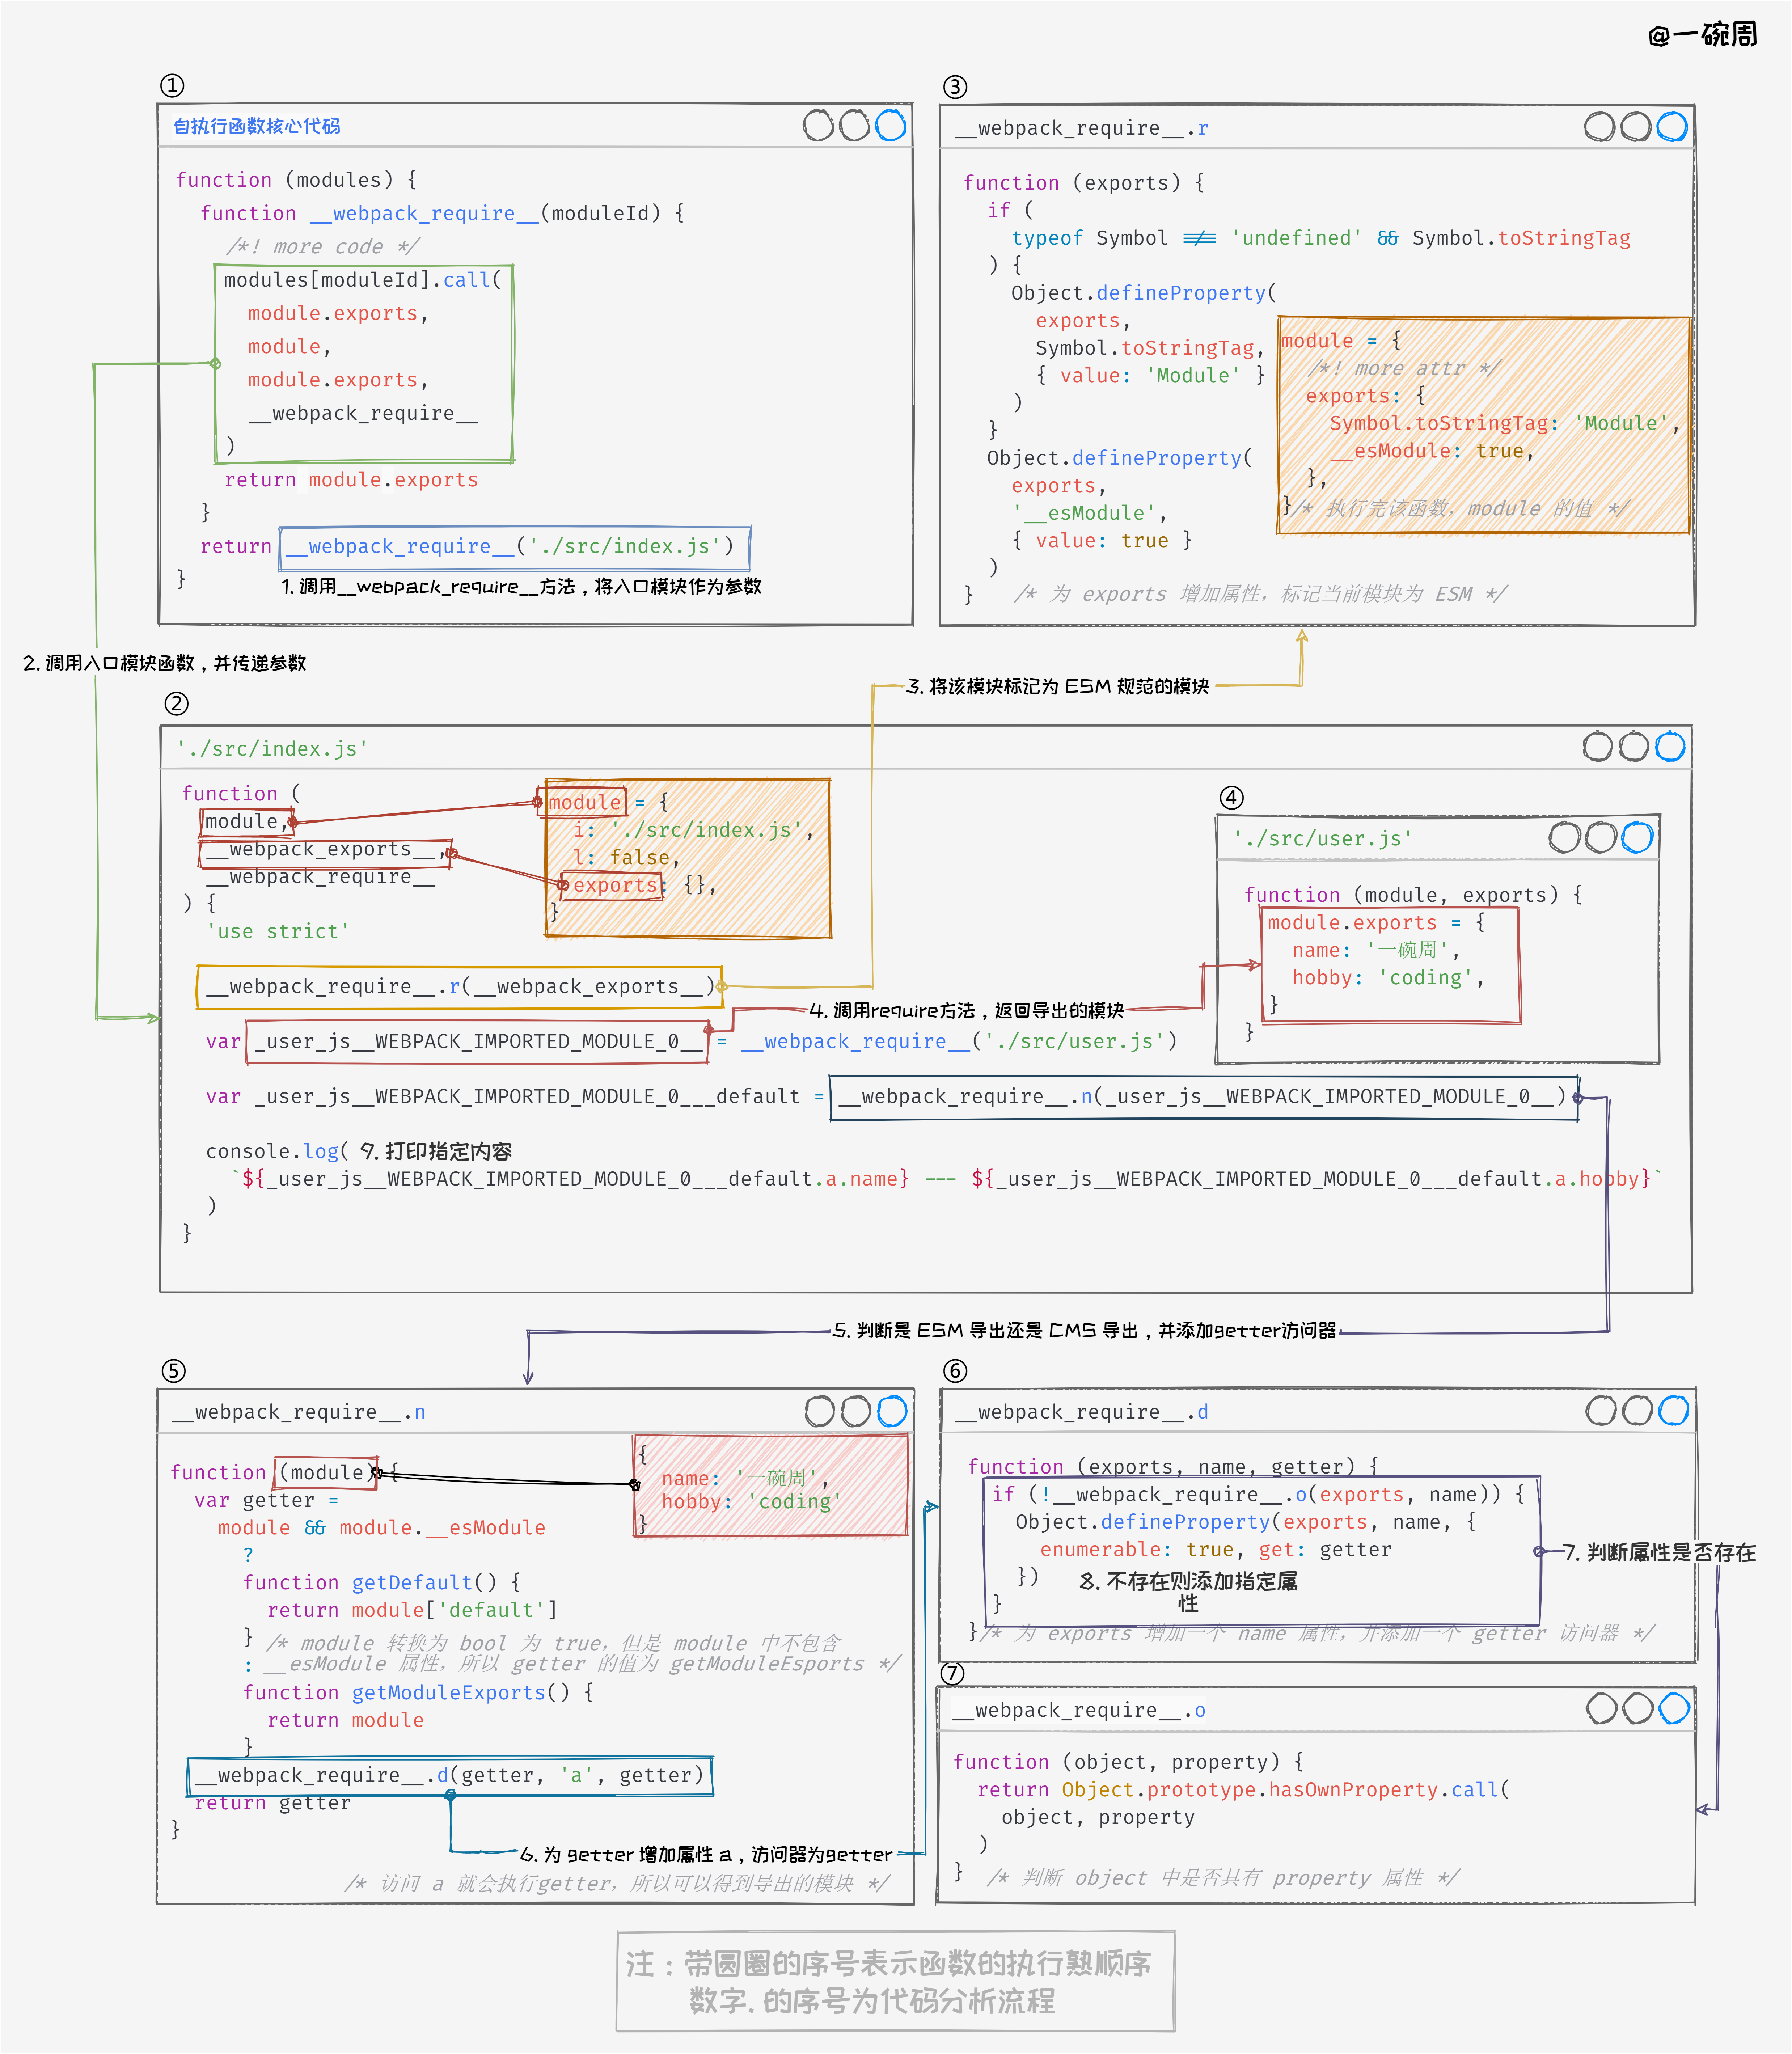 @一碗周
①
自执行函数核心代码
function (modules) {
function __webpack_require__(moduleId) {
/*! more code */
modules[moduleId].call(
module.exports,
module,
module.exports,
__webpack_require__
)
return module.exports
}
return __webpack_require__('./src/index.js')
}
1. 调用__webpack_require__方法，将入口模块作为参数
2. 调用入口模块函数，并传递参数
③
__webpack_require__.r
function (exports) {
if (
typeof Symbol !== 'undefined' && Symbol.toStringTag
) {
Object.defineProperty(
exports,
Symbol.toStringTag,
{ value: 'Module' }
)
}
Object.defineProperty(
exports,
'__esModule',
{ value: true }
)
} /* 为 exports 增加属性，标记当前模块为 ESM */
module = {
/*! more attr */
exports: {
Symbol.toStringTag: 'Module',
__esModule: true,
},
}/* 执行完该函数，module 的值 */
3. 将该模块标记为 ESM 规范的模块
②
'./src/index.js'
function (
module,
__webpack_exports__,
__webpack_require__
) {
'use strict'
module = {
i: './src/index.js',
l: false,
exports: {},
}
__webpack_require__.r(__webpack_exports__)
4. 调用require方法，返回导出的模块
var _user_js__WEBPACK_IMPORTED_MODULE_0__ = __webpack_require__('./src/user.js')
④
'./src/user.js'
function (module, exports) {
module.exports = {
name: '一碗周',
hobby: 'coding',
}
}
var _user_js__WEBPACK_IMPORTED_MODULE_0___default = __webpack_require__.n(_user_js__WEBPACK_IMPORTED_MODULE_0__)
console.log( 9. 打印指定内容
`${_user_js__WEBPACK_IMPORTED_MODULE_0___default.a.name} --- ${_user_js__WEBPACK_IMPORTED_MODULE_0___default.a.hobby}`
)
}
5. 判断是 ESM 导出还是 CMS 导出，并添加getter访问器
⑤
__webpack_require__.n
function (module) {
var getter =
module && module.__esModule
?
function getDefault() {
return module['default']
} /* module 转换为 bool 为 true，但是 module 中不包含
: __esModule 属性，所以 getter 的值为 getModuleEsports */
function getModuleExports() {
return module
}
__webpack_require__.d(getter, 'a', getter)
return getter
}
{
name: '一碗周',
hobby: 'coding'
}
6. 为 getter 增加属性 a，访问器为getter
/* 访问 a 就会执行getter，所以可以得到导出的模块 */
⑥
__webpack_require__.d
function (exports, name, getter) {
if (!__webpack_require__.o(exports, name)) {
Object.defineProperty(exports, name, {
enumerable: true, get: getter
})
}
}/* 为 exports 增加一个 name 属性，并添加一个 getter 访问器 */
7. 判断属性是否存在
8. 不存在则添加指定属
性
⑦
__webpack_require__.o
function (object, property) {
return Object.prototype.hasOwnProperty.call(
object, property
)
} /* 判断 object 中是否具有 property 属性 */
注：带圆圈的序号表示函数的执行熟顺序
数字. 的序号为代码分析流程